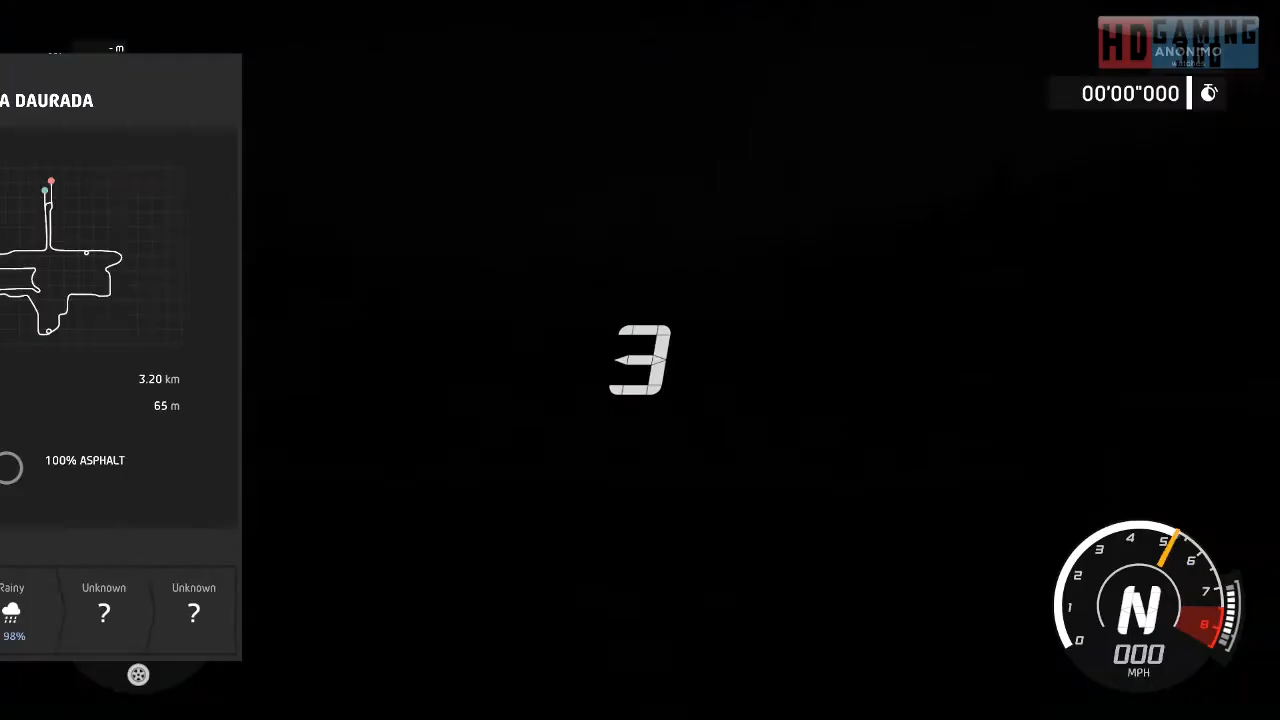 - m
A DAURADA
3.20 km
65 m
100% ASPHALT
Rainy
Unknown
Unknown
98%
?
?
3
HD GAMING
ANONIMO
00'00"000
0
1
2
3
4
5
6
7
8
N
000
MPH